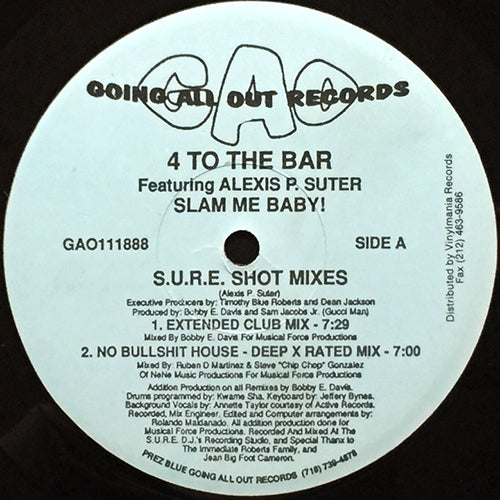 GAO
GOING ALL OUT RECORDS
4 TO THE BAR
Featuring ALEXIS P. SUTER
SLAM ME BABY!
GAO111888
SIDE A
Distributed by Vinylmania Records
Fax (212) 463-9586
S.U.R.E. SHOT MIXES
(Alexis P. Suter)
Executive Producers by: Timothy Blue Roberts and Dean Jackson
Produced by: Bobby E. Davis and Sam Jacobs Jr. (Gucci Man)
1. EXTENDED CLUB MIX - 7:29
Mixed By Bobby E. Davis For Musical Force Productions
2. NO BULLSHIT HOUSE - DEEP X RATED MIX - 7:00
Mixed By: Ruben D Martinez & Steve "Chip Chop" Gonzalez
Of NeNe Music Productions For Musical Force Productions
Addition Production on all Remixes by Bobby E. Davis.
Drums programmed by: Kwame Sha. Keyboard by: Jeffery Bynes.
Background Vocals by: Annette Taylor courtesy of Active Records.
Recorded, Mix Engineer, Edited and Computer arrangements by:
Rolando Maldonado. All addition production done for
Musical Force Productions. Recorded And Mixed At The
S.U.R.E. D.J.'s Recording Studio, and Special Thanx to
The Immediate Roberts Family, and
Jean Big Foot Cameron.
PREZ BLUE GOING ALL OUT RECORDS (718) 739-4878